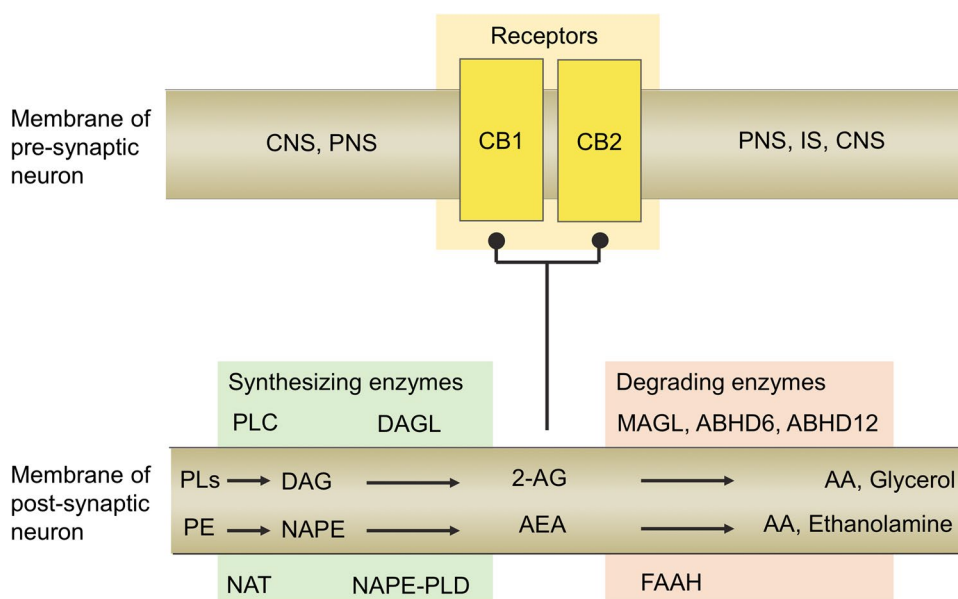 Receptors
Membrane of
pre-synaptic
neuron
CNS, PNS
CB1
CB2
PNS, IS, CNS
Synthesizing enzymes
PLC
DAGL
Degrading enzymes
MAGL, ABHD6, ABHD12
Membrane of
post-synaptic
neuron
PLs
DAG
2-AG
AA, Glycerol
PE
NAPE
AEA
AA, Ethanolamine
NAT
NAPE-PLD
FAAH